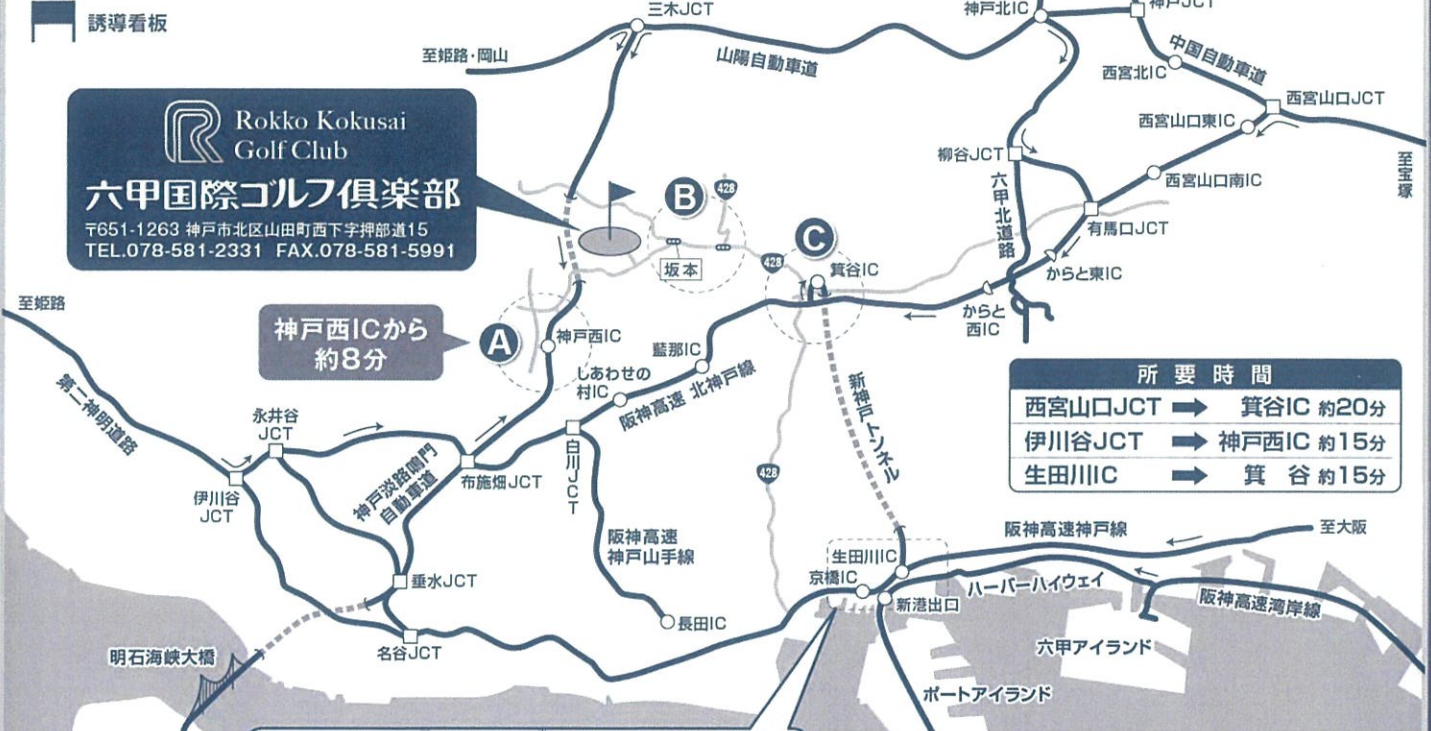 誘導看板
三木JCT
神戸北IC
神戸JCT
至姫路・岡山
山陽自動車道
中国自動車道
西宮北IC
西宮山口JCT
西宮山口東IC
至宝塚
柳谷JCT
西宮山口南IC
六甲北道路
有馬口JCT
からと東IC
からと
西IC
Rokko Kokusai
Golf Club
六甲国際ゴルフ倶楽部
〒651-1263 神戸市北区山田町西下字押部道15
TEL.078-581-2331 FAX.078-581-5991
B
428
坂本
C
428
箕谷IC
至姫路
神戸西ICから
約8分
A
神戸西IC
藍那IC
しあわせの
村IC
阪神高速 北神戸線
新神戸トンネル
第二神明道路
永井谷
JCT
伊川谷
JCT
神戸淡路鳴門
自動車道
布施畑JCT
白川JCT
428
所要時間
西宮山口JCT ➡ 箕谷IC 約20分
伊川谷JCT ➡ 神戸西IC 約15分
生田川IC ➡ 箕 谷 約15分
阪神高速
神戸山手線
阪神高速神戸線
至大阪
生田川IC
京橋IC
新港出口
ハーバーハイウェイ
阪神高速湾岸線
垂水JCT
長田IC
名谷JCT
明石海峡大橋
六甲アイランド
ポートアイランド